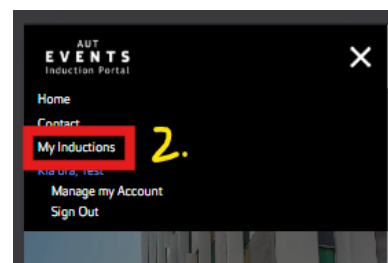 AUT
EVENTS
Induction Portal
Home
Contact
My Inductions
2.
Kia ora, Test
Manage my Account
Sign Out